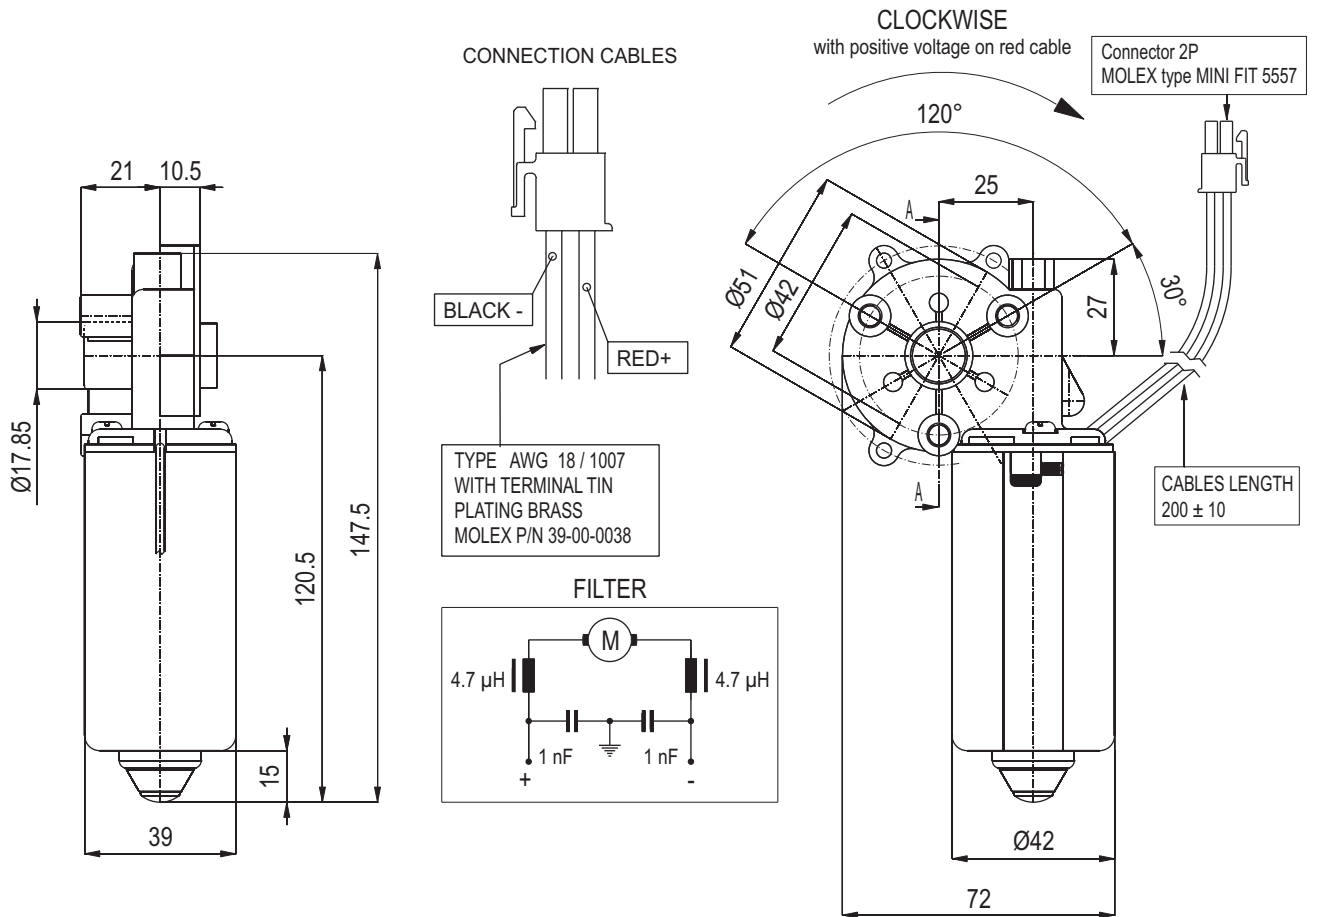 CLOCKWISE
with positive voltage on red cable
Connector 2P
MOLEX type MINI FIT 5557
CONNECTION CABLES
BLACK -
RED+
TYPE AWG 18 / 1007
WITH TERMINAL TIN
PLATING BRASS
MOLEX P/N 39-00-0038
FILTER
M
4.7 µH
4.7 µH
1 nF
1 nF
+
-
21
10.5
Ø17.85
120.5
147.5
15
39
120°
25
A
Ø51
Ø42
27
30°
A
CABLES LENGTH
200 ± 10
Ø42
72